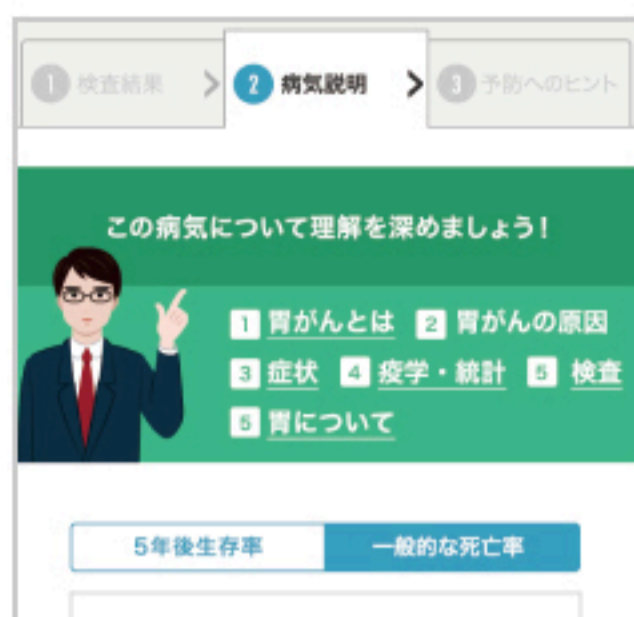 1 検査結果 > 2 病気説明 > 3 予防へのヒント
この病気について理解を深めましょう!
1 胃がんとは 2 胃がんの原因
3 症状 4 疫学・統計 5 検査
5 胃について
5年後生存率 一般的な死亡率